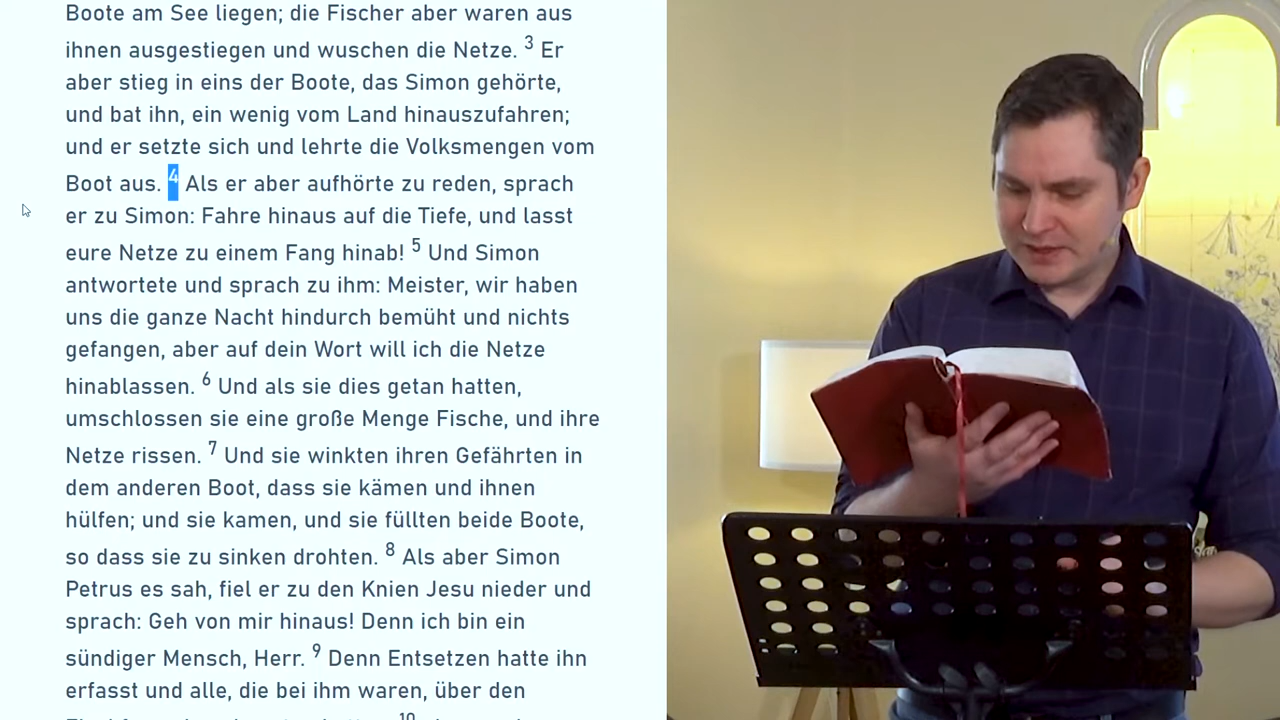 Boote am See liegen; die Fischer aber waren aus
ihnen ausgestiegen und wuschen die Netze. 3 Er
aber stieg in eins der Boote, das Simon gehörte,
und bat ihn, ein wenig vom Land hinauszufahren;
und er setzte sich und lehrte die Volksmengen vom
Boot aus. 4 Als er aber aufhörte zu reden, sprach
er zu Simon: Fahre hinaus auf die Tiefe, und lasst
eure Netze zu einem Fang hinab! 5 Und Simon
antwortete und sprach zu ihm: Meister, wir haben
uns die ganze Nacht hindurch bemüht und nichts
gefangen, aber auf dein Wort will ich die Netze
hinablassen. 6 Und als sie dies getan hatten,
umschlossen sie eine große Menge Fische, und ihre
Netze rissen. 7 Und sie winkten ihren Gefährten in
dem anderen Boot, dass sie kämen und ihnen
hülfen; und sie kamen, und sie füllten beide Boote,
so dass sie zu sinken drohten. 8 Als aber Simon
Petrus es sah, fiel er zu den Knien Jesu nieder und
sprach: Geh von mir hinaus! Denn ich bin ein
sündiger Mensch, Herr. 9 Denn Entsetzen hatte ihn
erfasst und alle, die bei ihm waren, über den
10